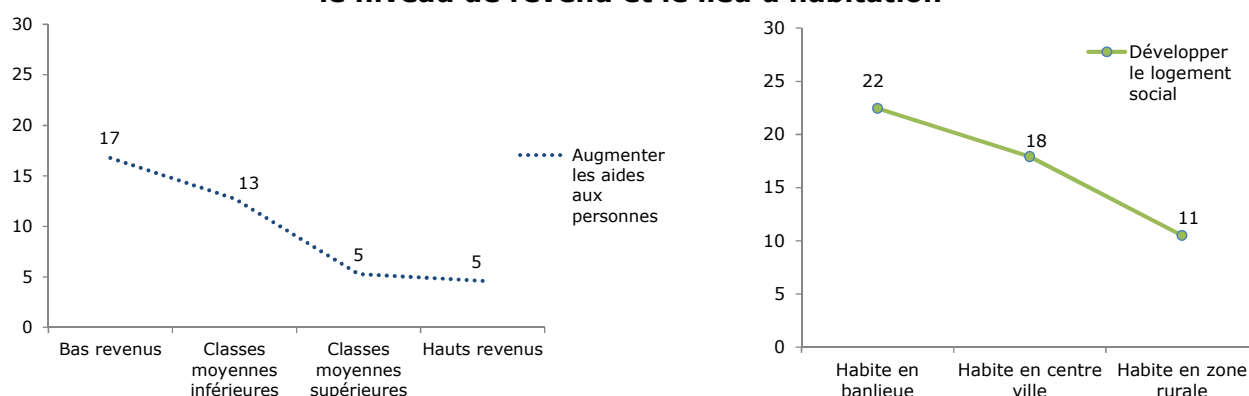 le niveau de revenu et le lieu d'habitation
30
25
20
15
10
5
0
17
13
5
5
Augmenter
les aides
aux
personnes
Bas revenus
Classes
moyennes
inférieures
Classes
moyennes
supérieures
Hauts revenus
30
25
20
15
10
5
0
22
18
11
Développer
le logement
social
Habite en
banlieue
Habite en centre
ville
Habite en zone
rurale